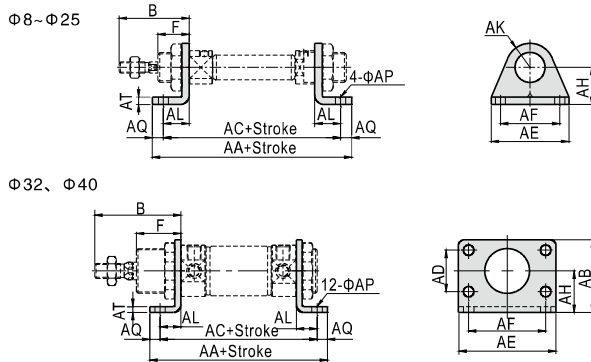 Φ8~Φ25
B
F
AT
AQ
AL
4-ΦAP
AL
AQ
AC+Stroke
AA+Stroke
AK
AH
AF
AE
Φ32、Φ40
B
F
AT
AQ
AL
12-ΦAP
AL
AQ
AC+Stroke
AA+Stroke
AD
AH
AB
AF
AE